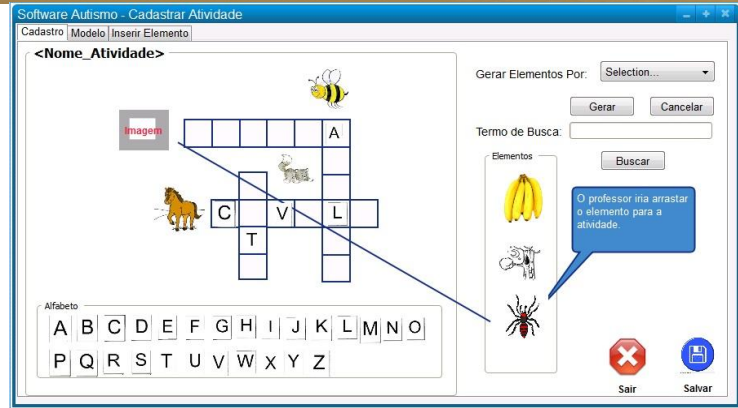 Software Autismo - Cadastrar Atividade
Cadastro Modelo Inserir Elemento
<Nome_Atividade>
Gerar Elementos Por: Selection...
Gerar Cancelar
Termo de Busca:
Buscar
Imagem
A
C V L
T
Elementos
O professor iria arrastar
o elemento para a
atividade.
Alfabeto
A B C D E F G H I J K L M N O
P Q R S T U V W X Y Z
Sair Salvar